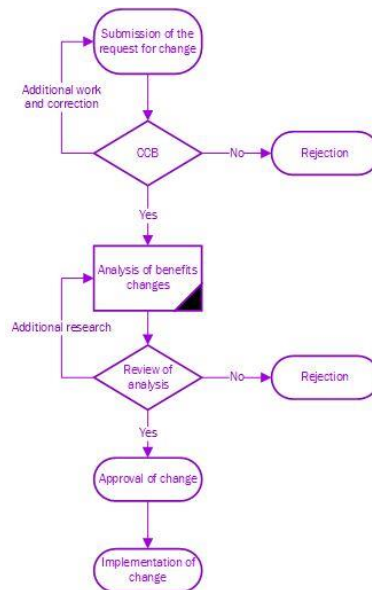 Submission of the
request for change
Additional work
and correction
CCB
No
Rejection
Yes
Analysis of benefits
changes
Additional research
Review of
analysis
No
Rejection
Yes
Approval of change
Implementation of
change